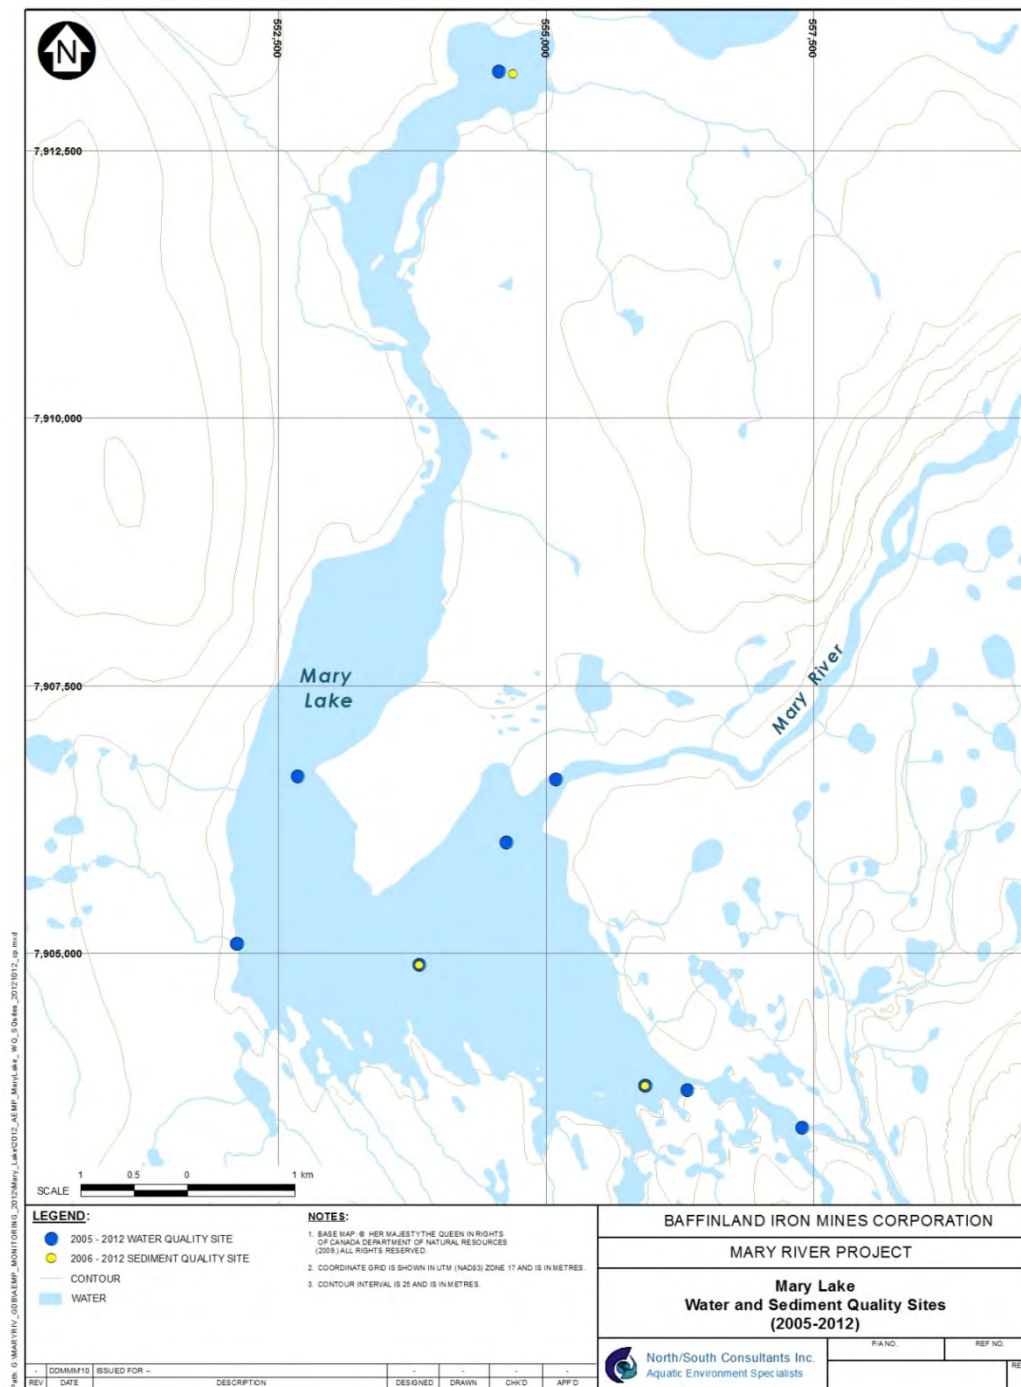 N
552,500
555,000
557,500
7,912,500
7,910,000
7,907,500
7,905,000
Mary
Lake
Mary River
1 0.5 0 1 km
SCALE
LEGEND:
2005 - 2012 WATER QUALITY SITE
2006 - 2012 SEDIMENT QUALITY SITE
CONTOUR
WATER
NOTES:
1. BASE MAP: © HER MAJESTY THE QUEEN IN RIGHTS
OF CANADA DEPARTMENT OF NATURAL RESOURCES
(2009.) ALL RIGHTS RESERVED.
2. COORDINATE GRID IS SHOWN IN UTM (NAD83) ZONE 17 AND IS IN METRES.
3. CONTOUR INTERVAL IS 25 AND IS IN METRES.
BAFFINLAND IRON MINES CORPORATION
MARY RIVER PROJECT
Mary Lake
Water and Sediment Quality Sites
(2005-2012)
North/South Consultants Inc.
Aquatic Environment Specialists
P/A NO.
REF NO.
RE
- DDMMM'10 ISSUED FOR -- - - - -
REV DATE DESCRIPTION DESIGNED DRAWN CHK'D APP'D